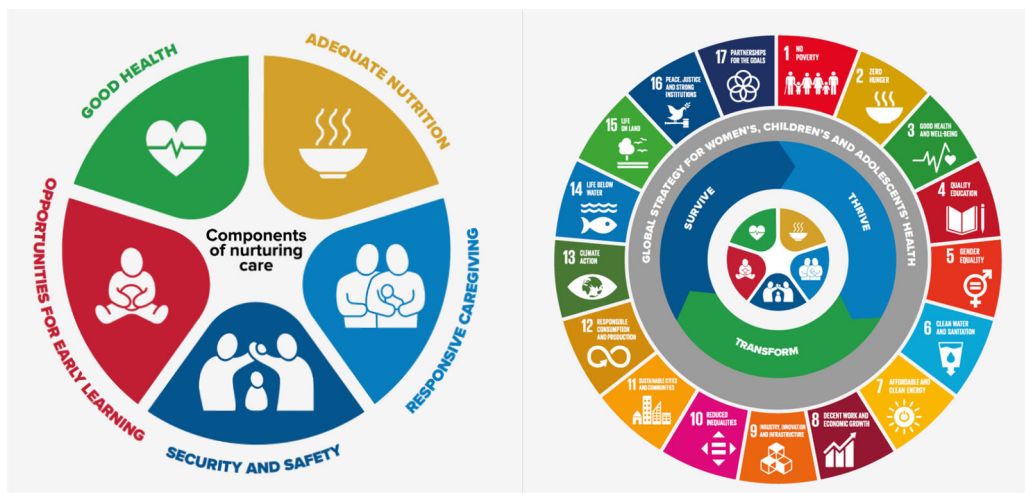 GOOD HEALTH
ADEQUATE NUTRITION
OPPORTUNITIES FOR EARLY LEARNING
Components
of nurturing
care
RESPONSIVE CAREGIVING
SECURITY AND SAFETY
1 NO
POVERTY
2 ZERO
HUNGER
3 GOOD HEALTH
AND WELL-BEING
4 QUALITY
EDUCATION
5 GENDER
EQUALITY
6 CLEAN WATER
AND SANITATION
7 AFFORDABLE AND
CLEAN ENERGY
8 DECENT WORK AND
ECONOMIC GROWTH
9 INDUSTRY, INNOVATION
AND INFRASTRUCTURE
10 REDUCED
INEQUALITIES
11 SUSTAINABLE CITIES
AND COMMUNITIES
12 RESPONSIBLE
CONSUMPTION
AND PRODUCTION
13 CLIMATE
ACTION
14 LIFE BELOW
WATER
15 LIFE
ON LAND
16 PEACE, JUSTICE
AND STRONG
INSTITUTIONS
17 PARTNERSHIPS
FOR THE GOALS
GLOBAL STRATEGY FOR WOMEN'S, CHILDREN'S AND ADOLESCENTS' HEALTH
SURVIVE
THRIVE
TRANSFORM